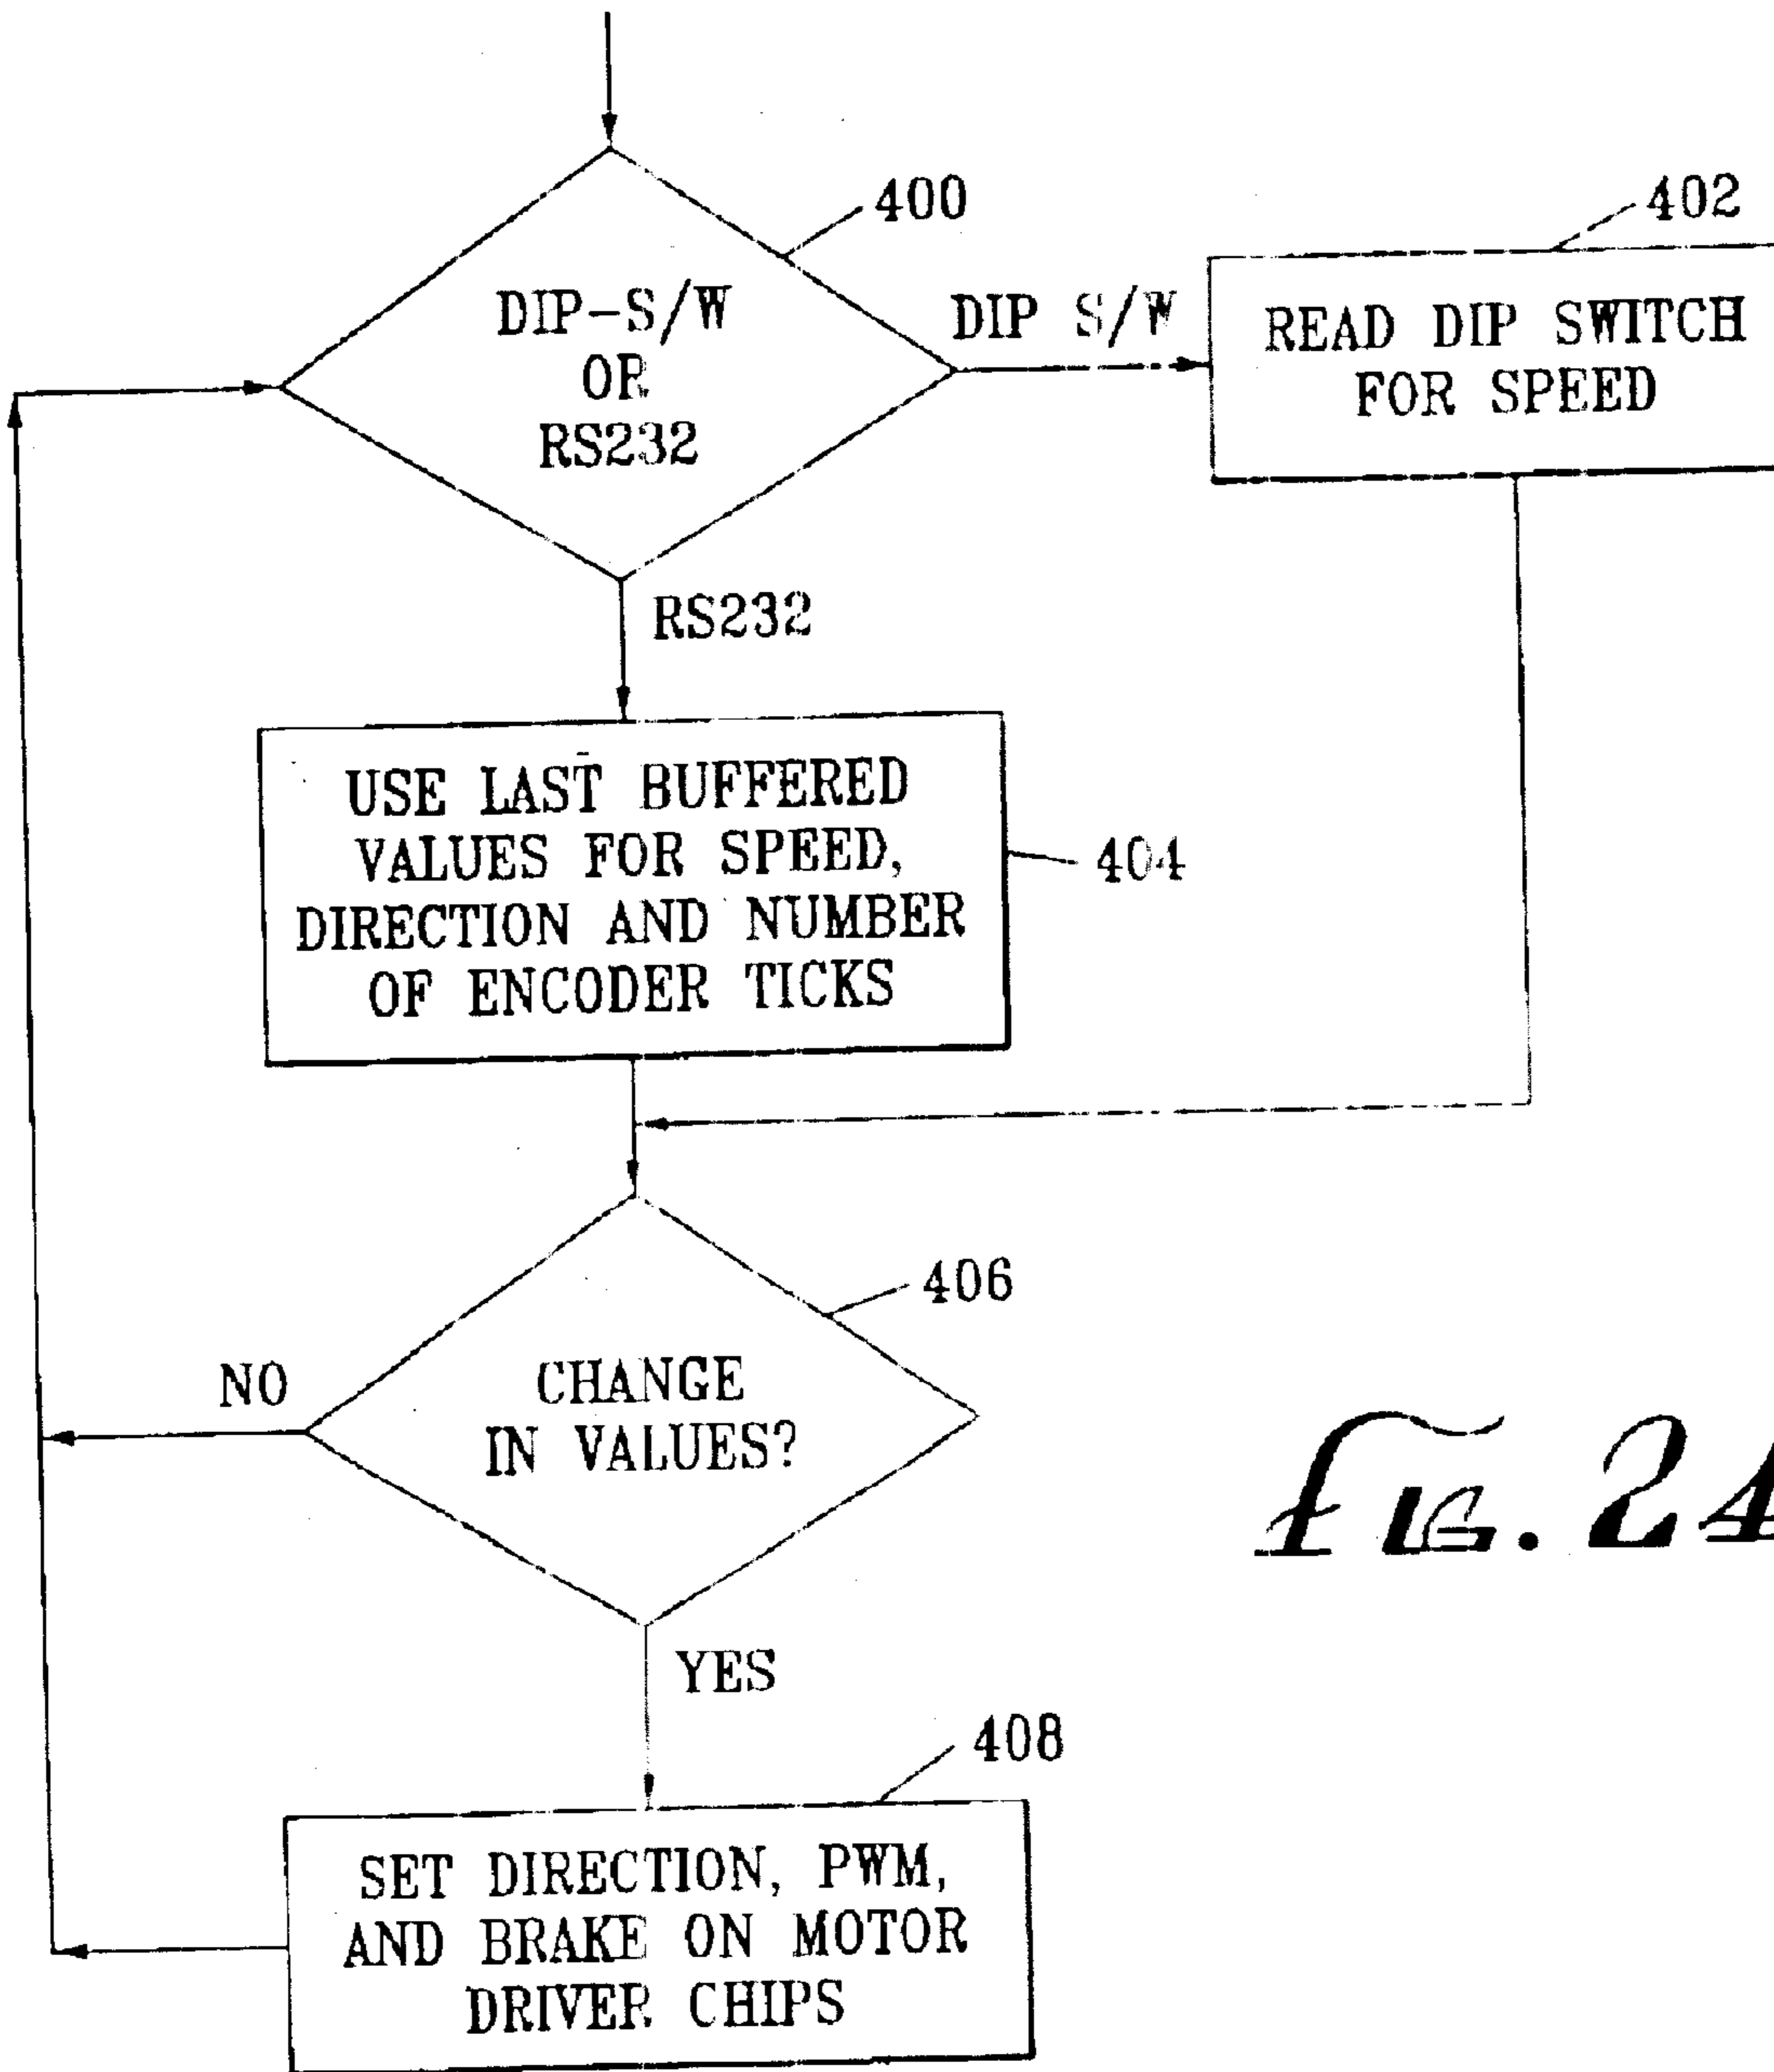 400
402
DIP-S/W
OR
RS232
DIP S/W
READ DIP SWITCH
FOR SPEED
RS232
USE LAST BUFFERED
VALUES FOR SPEED,
DIRECTION AND NUMBER
OF ENCODER TICKS
404
406
CHANGE
IN VALUES?
NO
FIG. 24
YES
408
SET DIRECTION, PWM,
AND BRAKE ON MOTOR
DRIVER CHIPS